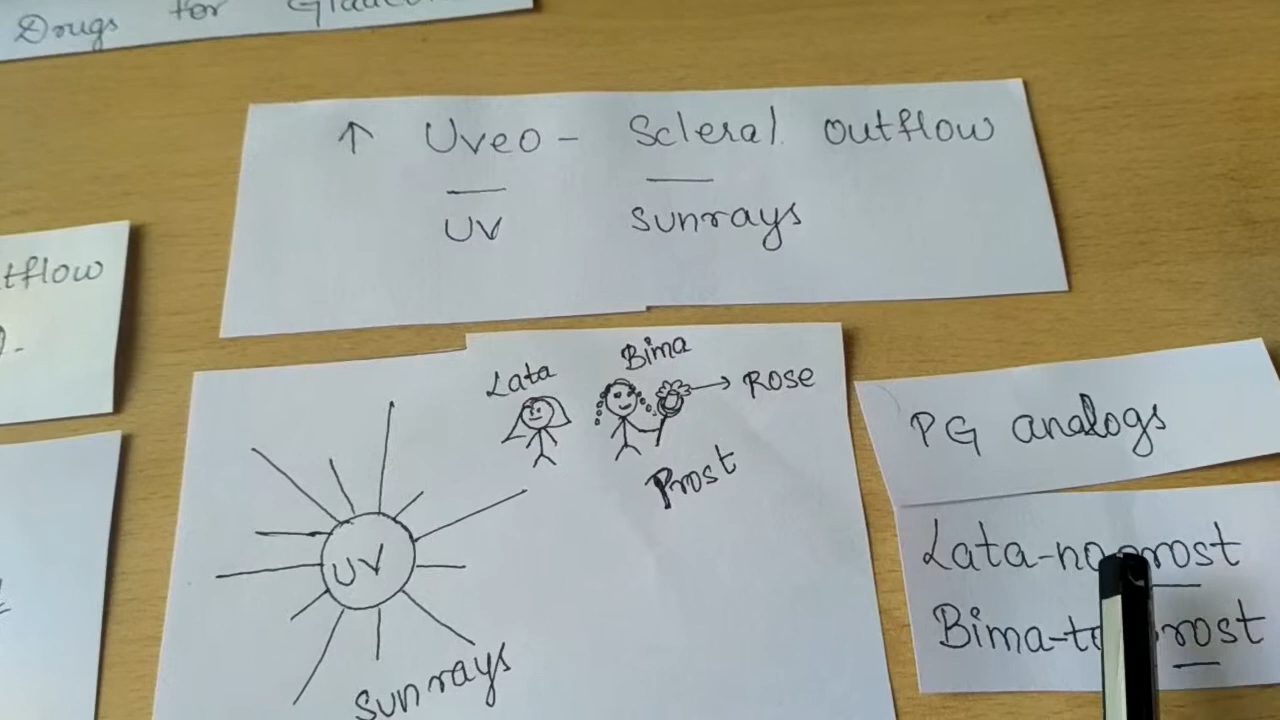 Drugs for
↑ Uveo - Scleral outflow
UV sunrays
tflow
Lata Bima → ROSE
Prost
UV
sunrays
PG analogs
Lata-no rost
Bima-t rost